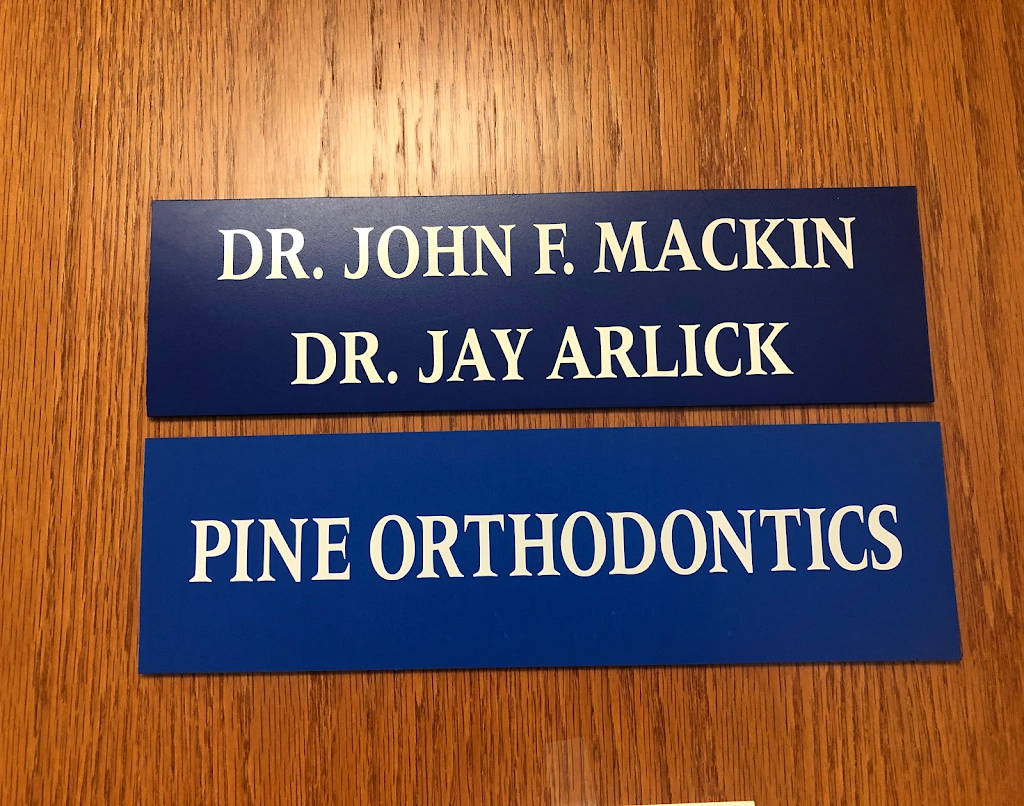 DR. JOHN F. MACKIN
DR. JAY ARLICK
PINE ORTHODONTICS